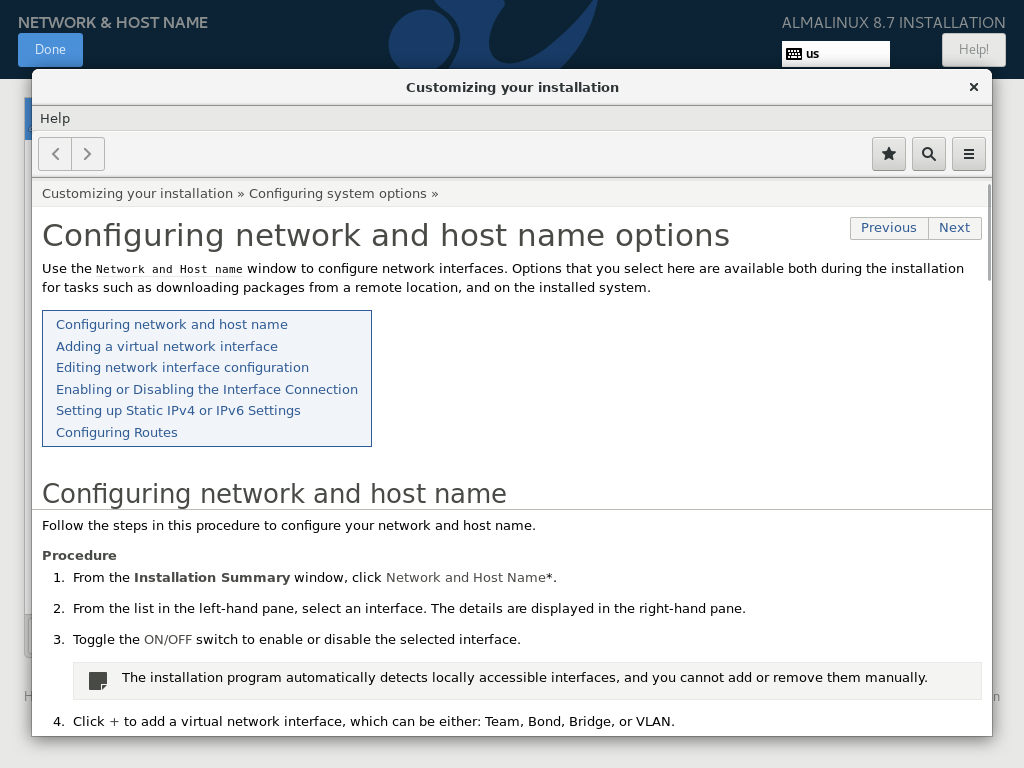 NETWORK & HOST NAME
ALMALINUX 8.7 INSTALLATION
Done
us
Help!
Customizing your installation
Help
Customizing your installation » Configuring system options »
Configuring network and host name options
Previous
Next
Use the Network and Host name window to configure network interfaces. Options that you select here are available both during the installation
for tasks such as downloading packages from a remote location, and on the installed system.
Configuring network and host name
Adding a virtual network interface
Editing network interface configuration
Enabling or Disabling the Interface Connection
Setting up Static IPv4 or IPv6 Settings
Configuring Routes
Configuring network and host name
Follow the steps in this procedure to configure your network and host name.
Procedure
1. From the Installation Summary window, click Network and Host Name*.
2. From the list in the left-hand pane, select an interface. The details are displayed in the right-hand pane.
3. Toggle the ON/OFF switch to enable or disable the selected interface.
The installation program automatically detects locally accessible interfaces, and you cannot add or remove them manually.
4. Click + to add a virtual network interface, which can be either: Team, Bond, Bridge, or VLAN.